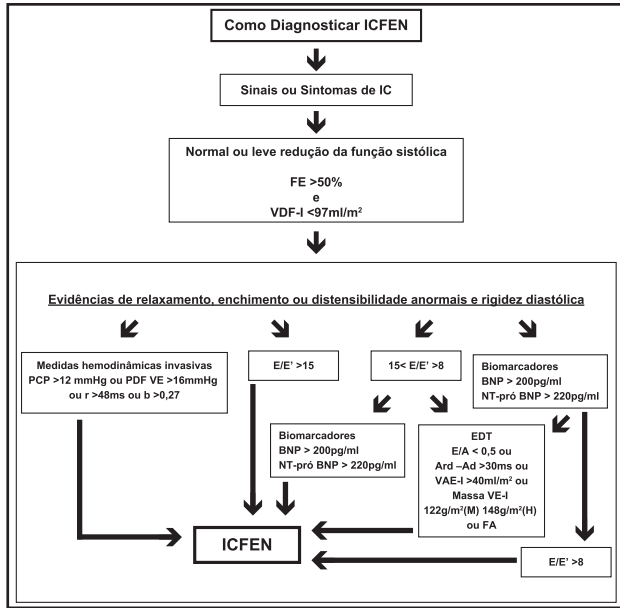 Como Diagnosticar ICFEN
Sinais ou Sintomas de IC
Normal ou leve redução da função sistólica
FE >50%
e
VDF-I <97ml/m²
Evidências de relaxamento, enchimento ou distensibilidade anormais e rigidez diastólica
Medidas hemodinâmicas invasivas
PCP >12 mmHg ou PDF VE >16mmHg
ou r >48ms ou b >0,27
E/E' >15
15< E/E' >8
Biomarcadores
BNP > 200pg/ml
NT-pró BNP > 220pg/ml
Biomarcadores
BNP > 200pg/ml
NT-pró BNP > 220pg/ml
EDT
E/A < 0,5 ou
Ard –Ad >30ms ou
VAE-I >40ml/m² ou
Massa VE-I
122g/m²(M) 148g/m²(H)
ou FA
ICFEN
E/E' >8